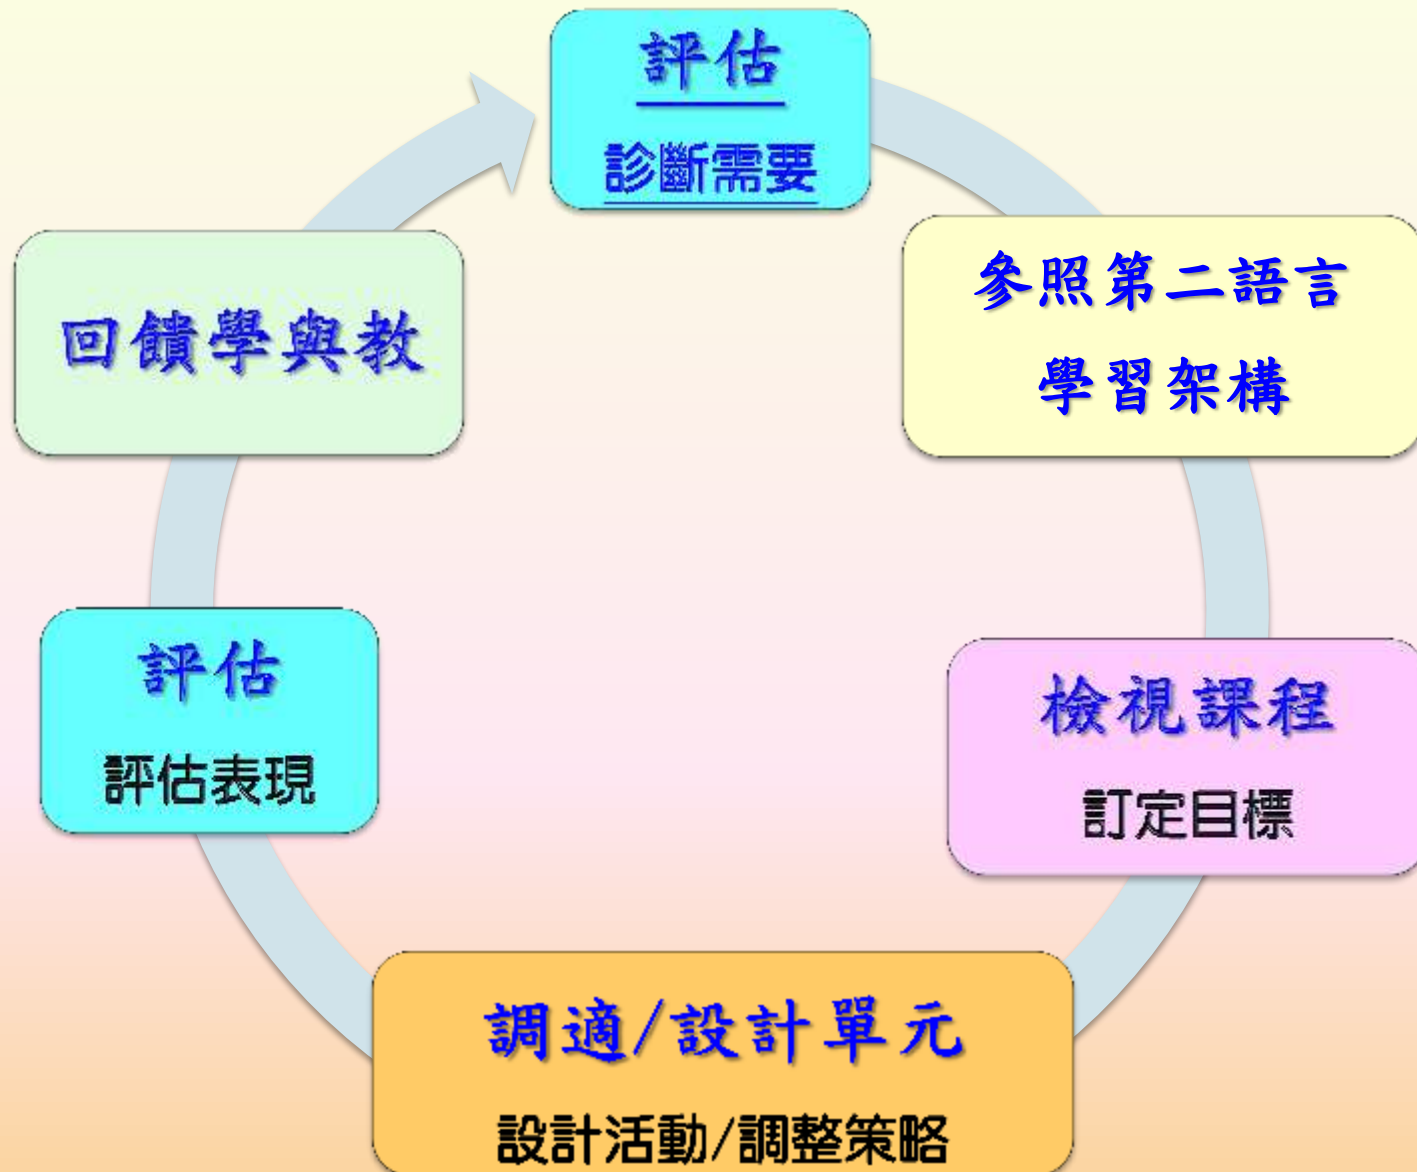 評估
診斷需要
參照第二語言
學習架構
檢視課程
訂定目標
調適/設計單元
設計活動/調整策略
評估
評估表現
回饋學與教